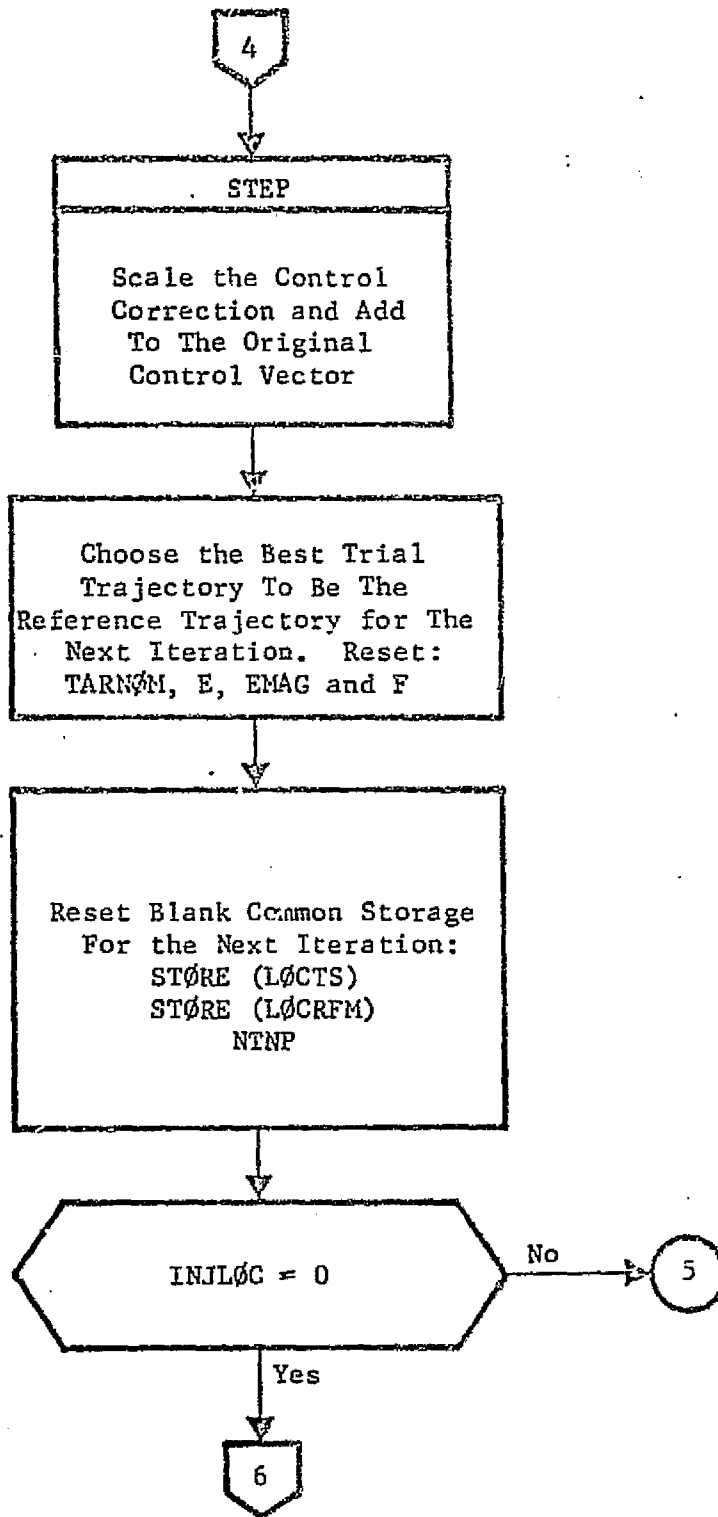 4
STEP
Scale the Control
Correction and Add
To The Original
Control Vector
Choose the Best Trial
Trajectory To Be The
Reference Trajectory for The
Next Iteration. Reset:
TARNØM, E, EMAG and F
Reset Blank Common Storage
For the Next Iteration:
STØRE (LØCTS)
STØRE (LØCRFM)
NTNP
INJLØC = 0
No
5
Yes
6